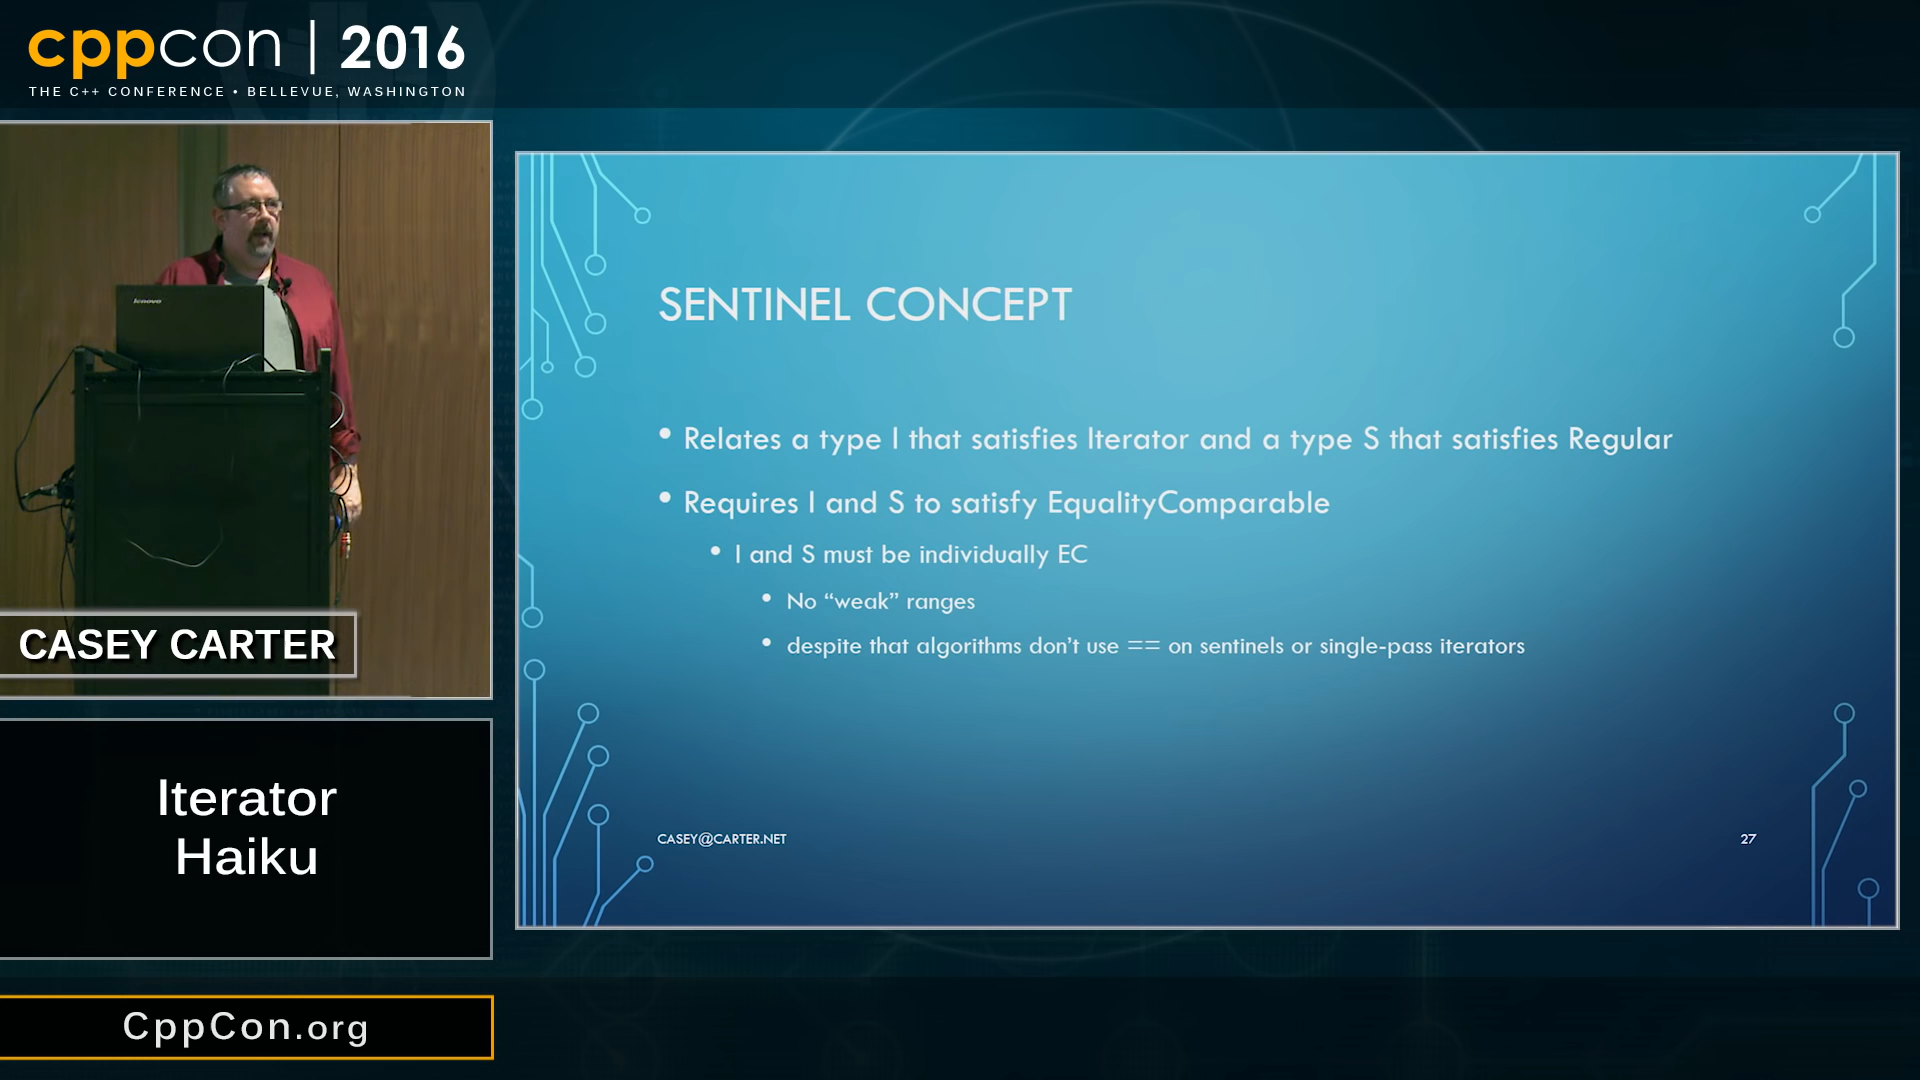 cppcon | 2016
THE C++ CONFERENCE • BELLEVUE, WASHINGTON
lenovo
CASEY CARTER
Iterator
Haiku
CppCon.org
SENTINEL CONCEPT
• Relates a type I that satisfies Iterator and a type S that satisfies Regular
• Requires I and S to satisfy EqualityComparable
• I and S must be individually EC
• No “weak” ranges
• despite that algorithms don’t use == on sentinels or single-pass iterators
CASEY@CARTER.NET
27